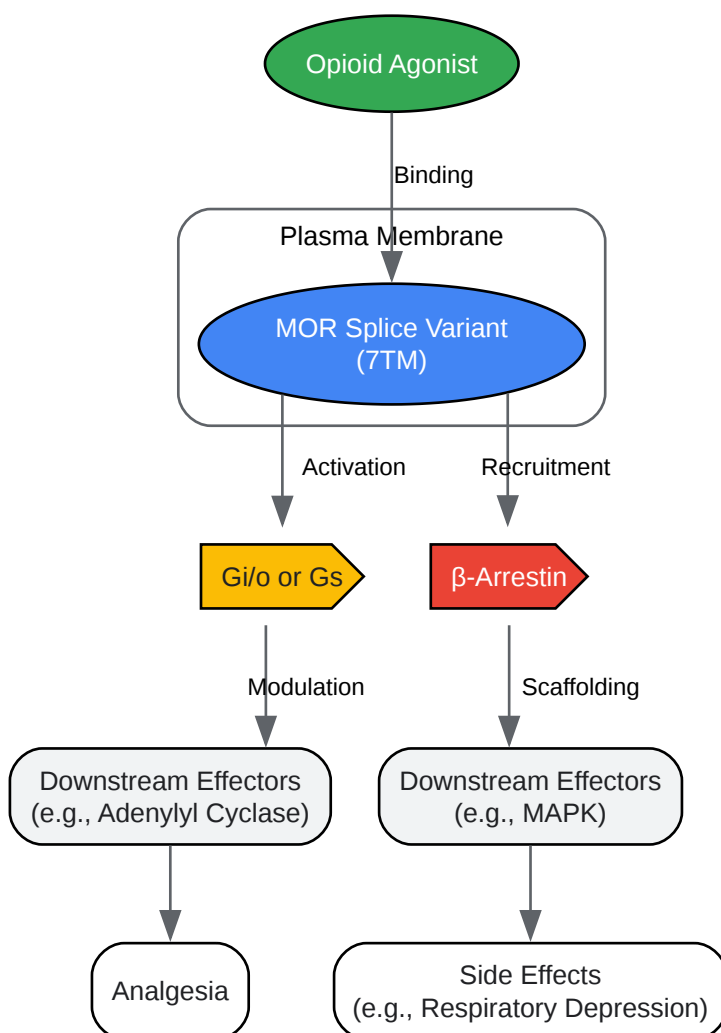 Opioid Agonist
Binding
Plasma Membrane
MOR Splice Variant
(7TM)
Activation
Recruitment
Gi/o or Gs
β-Arrestin
Modulation
Scaffolding
Downstream Effectors
(e.g., Adenylyl Cyclase)
Downstream Effectors
(e.g., MAPK)
Analgesia
Side Effects
(e.g., Respiratory Depression)